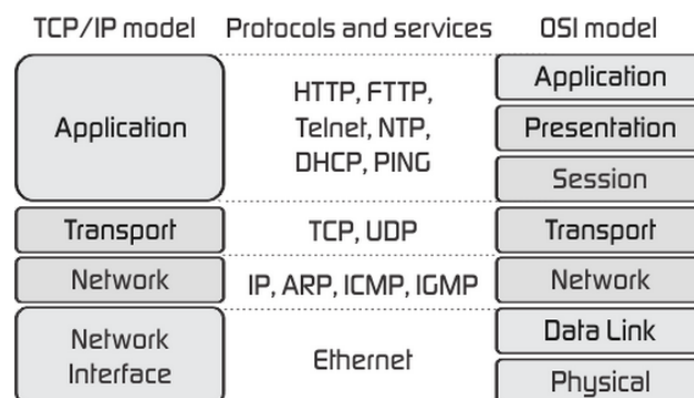 TCP/IP model Protocols and services OSI model
Application
HTTP, FTTP,
Telnet, NTP,
DHCP, PING
Application
Presentation
Session
Transport TCP, UDP Transport
Network IP, ARP, ICMP, IGMP Network
Network
Interface
Ethernet
Data Link
Physical